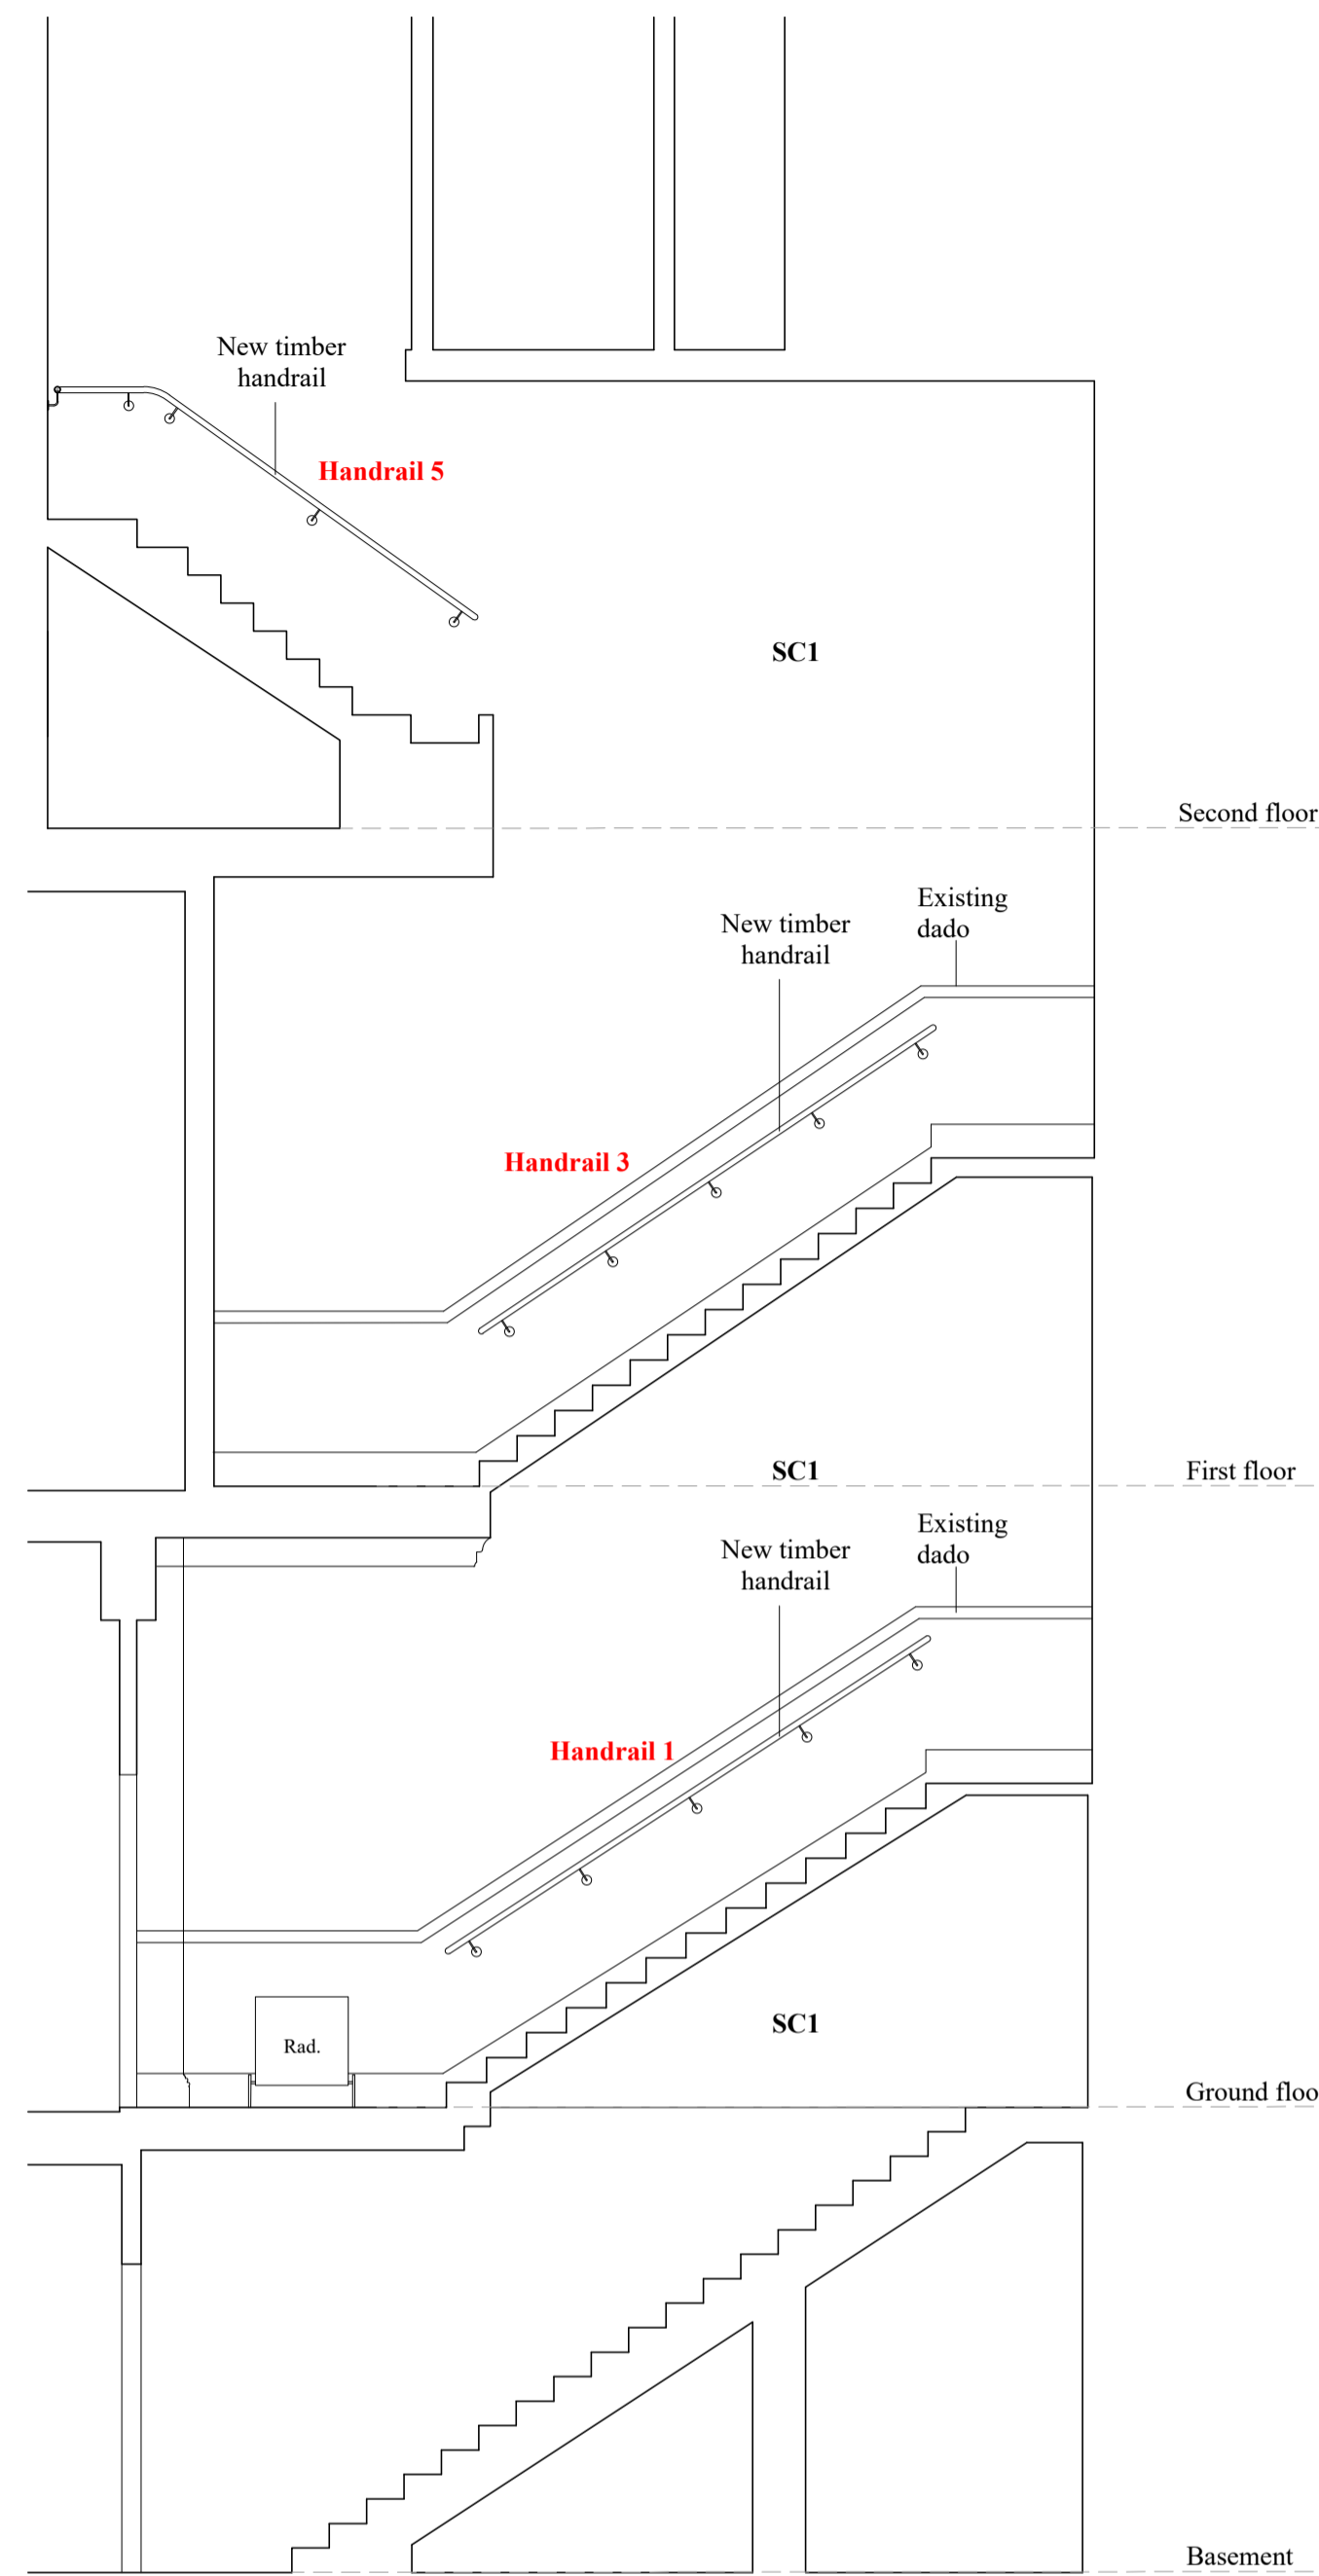 New timber
handrail
Handrail 5
SC1
Second floor
Existing
dado
New timber
handrail
Handrail 3
SC1
First floor
Existing
dado
New timber
handrail
Handrail 1
SC1
Rad.
Ground floo
Basement